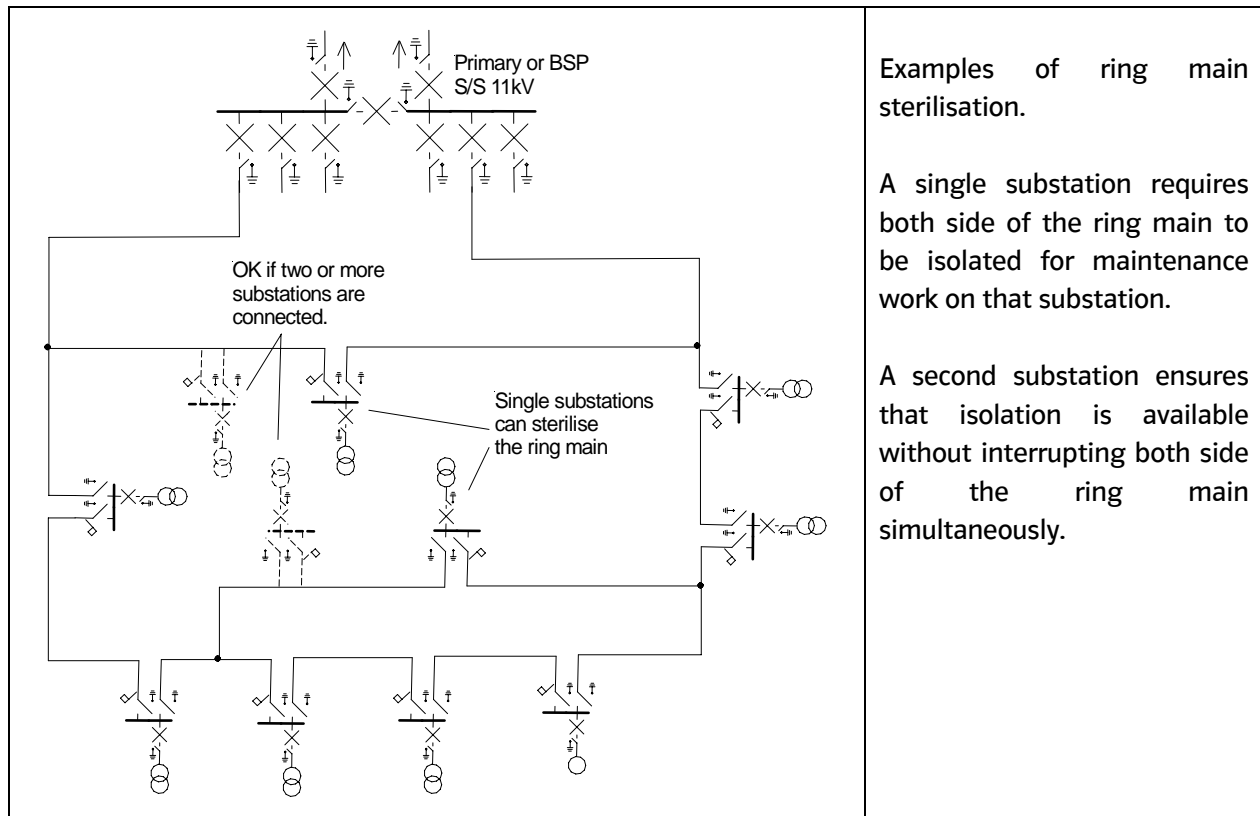 Primary or BSP
S/S 11kV
OK if two or more
substations are
connected.
Single substations
can sterilise
the ring main
Examples of ring main
sterilisation.
A single substation requires
both side of the ring main to
be isolated for maintenance
work on that substation.
A second substation ensures
that isolation is available
without interrupting both side
of the ring main
simultaneously.